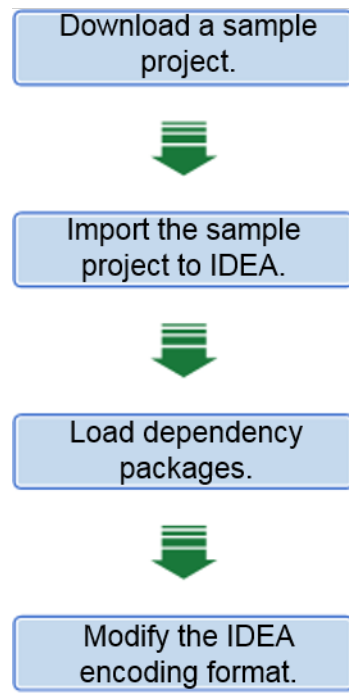 Download a sample
project.
Import the sample
project to IDEA.
Load dependency
packages.
Modify the IDEA
encoding format.